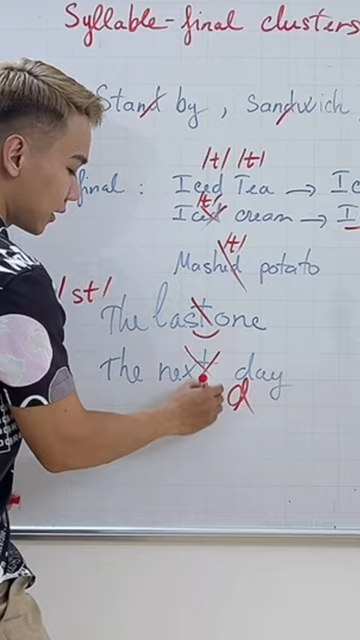 Syllable-final clusters
Stand by, Sandwich
/t/ /t/
final : Iced Tea → Ic
/t/
Iced cream → I
/t/
Mashed potato
/st/
The last one
The next day
d